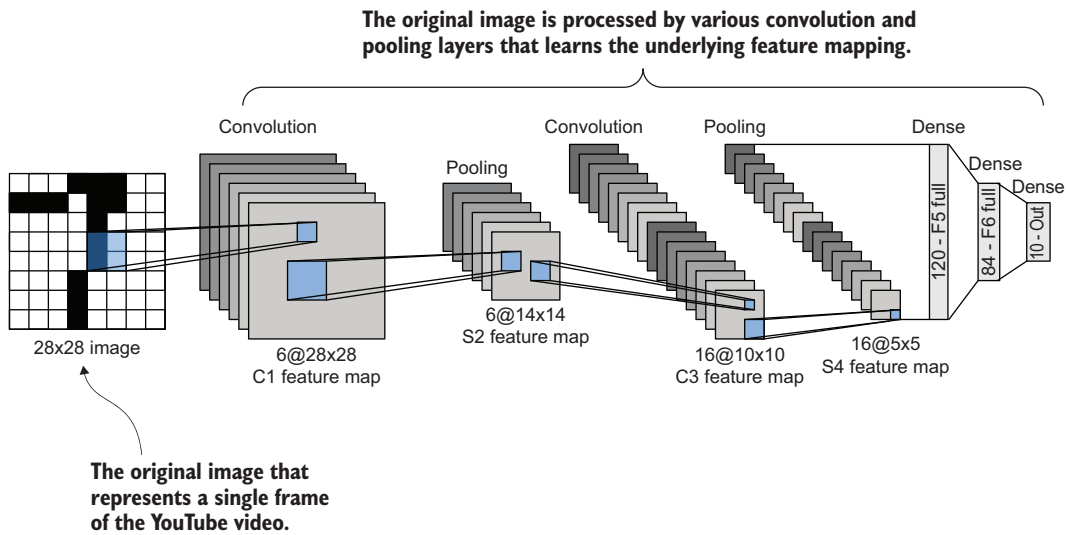 The original image is processed by various convolution and
pooling layers that learns the underlying feature mapping.
Convolution
Pooling
Convolution
Pooling
Dense
Dense
Dense
120 - F5 full
84 - F6 full
10 - Out
28x28 image
6@28x28
C1 feature map
6@14x14
S2 feature map
16@10x10
C3 feature map
16@5x5
S4 feature map
The original image that
represents a single frame
of the YouTube video.